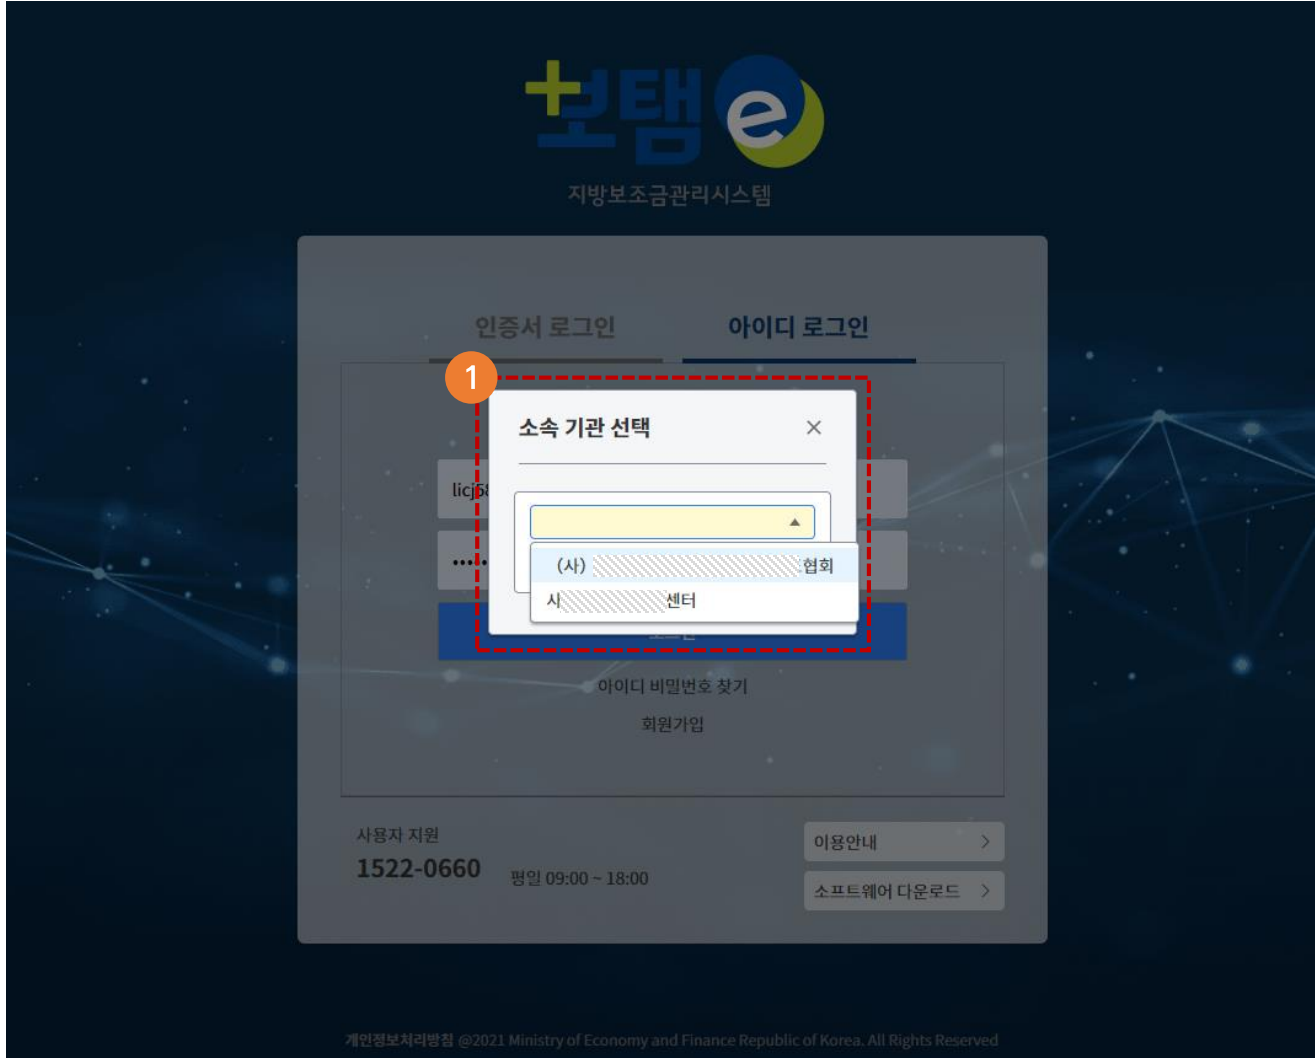 보탬e
지방보조금관리시스템
인증서 로그인
아이디 로그인
1
소속 기관 선택
licj58
(사) 협회
사 센터
아이디 비밀번호 찾기
회원가입
사용자 지원
1522-0660
평일 09:00 ~ 18:00
이용안내
소프트웨어 다운로드
개인정보처리방침 @2021 Ministry of Economy and Finance Republic of Korea. All Rights Reserved